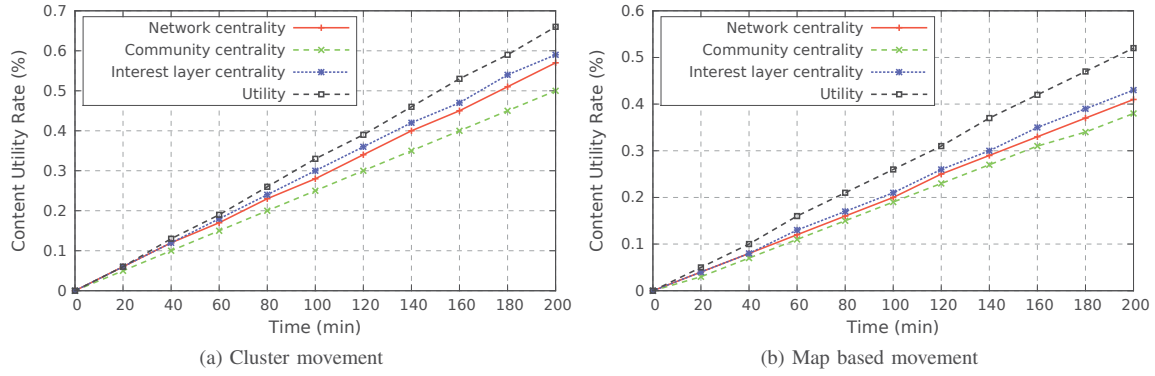 0.7
0.6
0.5
0.4
0.3
0.2
0.1
0
Content Utility Rate (%)
Network centrality
Community centrality
Interest layer centrality
Utility
0 20 40 60 80 100 120 140 160 180 200
Time (min)
(a) Cluster movement
0.6
0.5
0.4
0.3
0.2
0.1
0
Content Utility Rate (%)
Network centrality
Community centrality
Interest layer centrality
Utility
0 20 40 60 80 100 120 140 160 180 200
Time (min)
(b) Map based movement